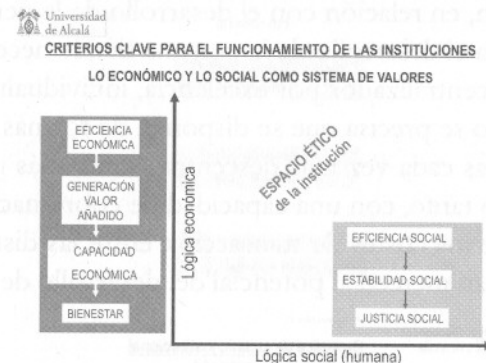 Universidad
de Alcalá
CRITERIOS CLAVE PARA EL FUNCIONAMIENTO DE LAS INSTITUCIONES
LO ECONÓMICO Y LO SOCIAL COMO SISTEMA DE VALORES
EFICIENCIA
ECONÓMICA
GENERACIÓN
VALOR
AÑADIDO
CAPACIDAD
ECONÓMICA
BIENESTAR
Lógica económica
ESPACIO ÉTICO
de la institución
EFICIENCIA SOCIAL
ESTABILIDAD SOCIAL
JUSTICIA SOCIAL
Lógica social (humana)